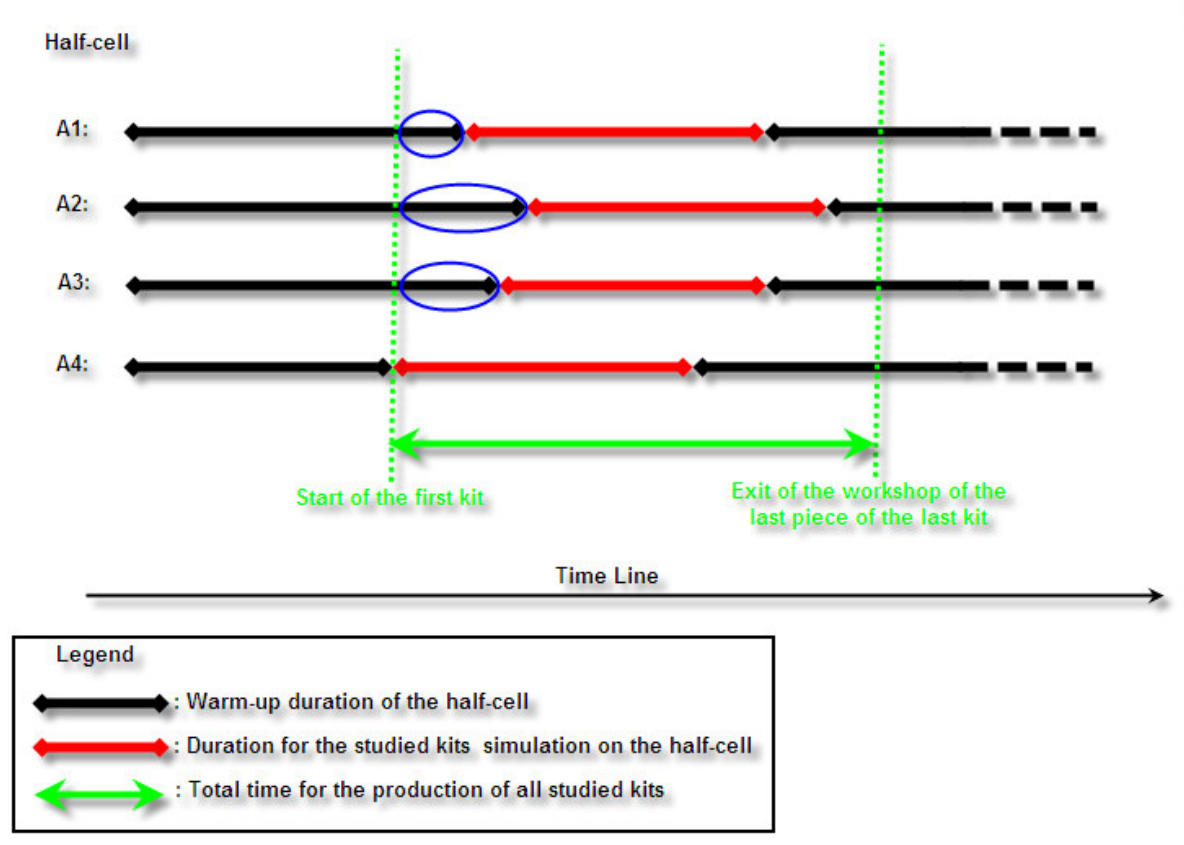 Half-cell
A1:
A2:
A3:
A4:
Start of the first kit
Exit of the workshop of the
last piece of the last kit
Time Line
Legend
: Warm-up duration of the half-cell
: Duration for the studied kits simulation on the half-cell
: Total time for the production of all studied kits